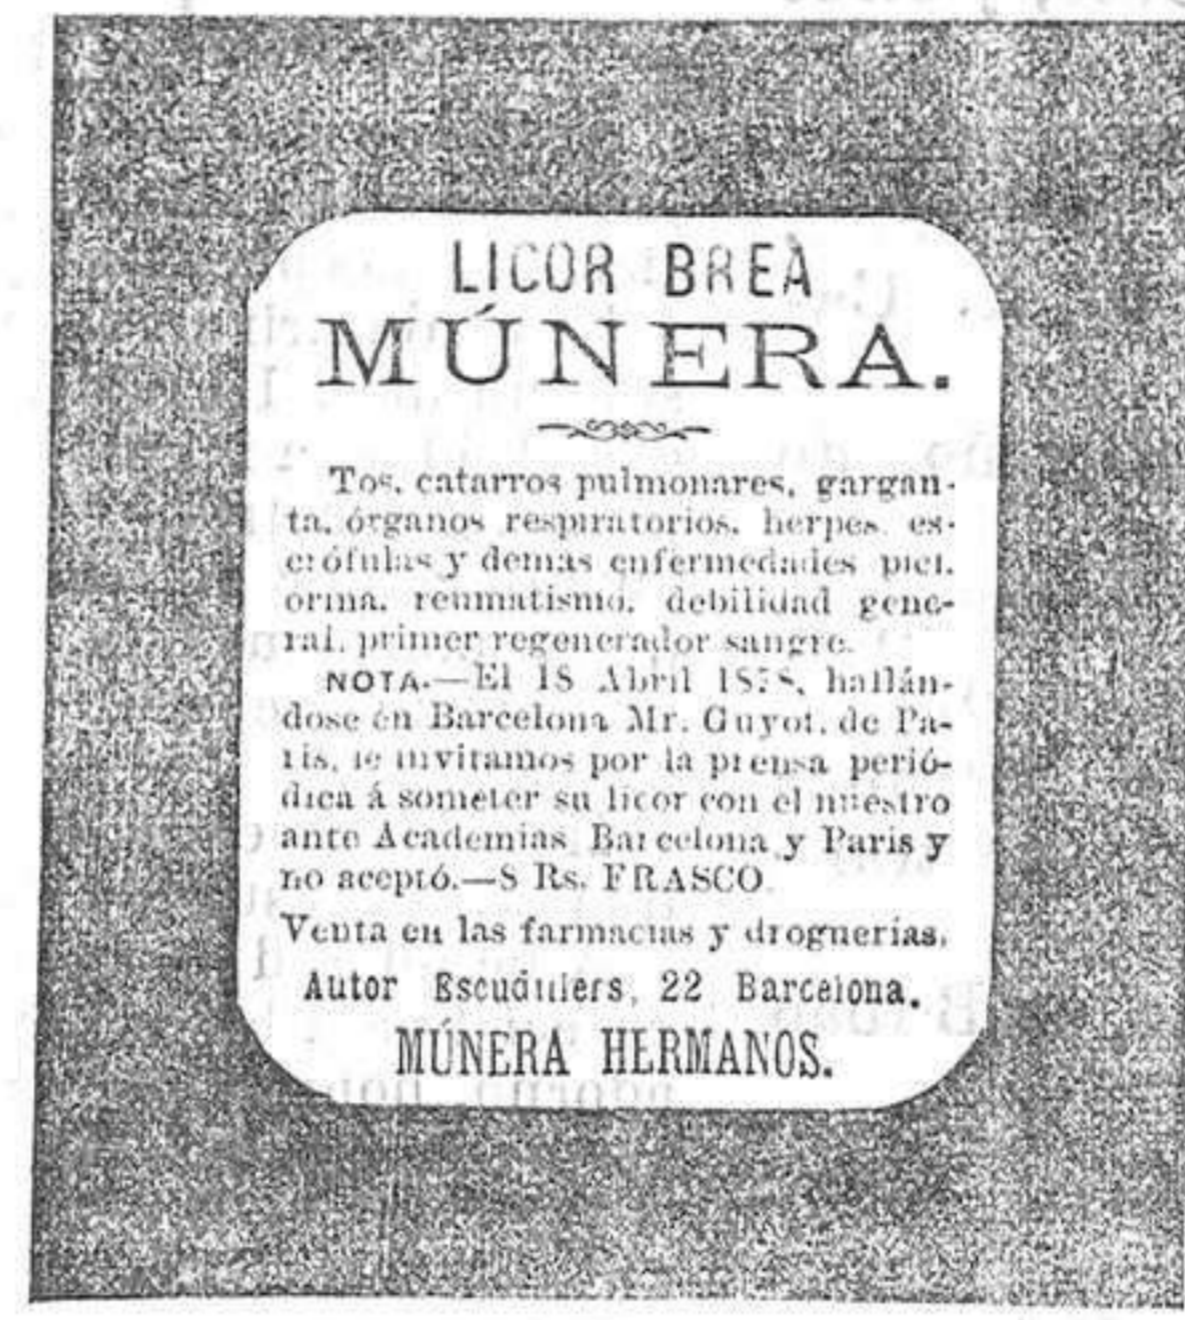 LICOR BREA
MÚNERA.
Tos, catarros pulmonares, gargan-
ta, órganos respiratorios, herpes, es-
crófulas y demas enfermedades piel,
orina, reumatismo, debilidad gene-
ral, primer regenerador sangre.
NOTA.—El 18 Abril 1878, hallán-
dose en Barcelona Mr. Guyot, de Pa-
ris, le invitamos por la prensa perió-
dica á someter su licor con el nuestro
ante Academias Barcelona y Paris y
no aceptó.—8 Rs. FRASCO.
Venta en las farmacias y droguerías.
Autor Escudillers, 22 Barcelona.
MÚNERA HERMANOS.